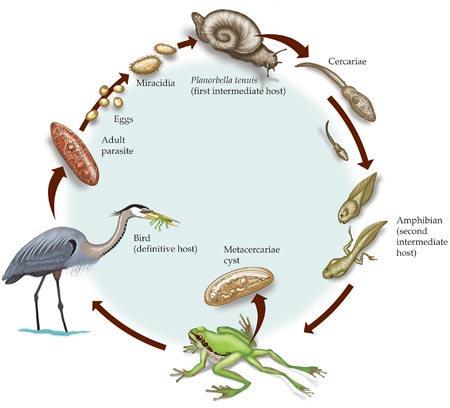 Miracidia
Planorbella tenuis
(first intermediate host)
Cercariae
Eggs
Adult
parasite
Amphibian
(second
intermediate
host)
Bird
(definitive host)
Metacercariae
cyst